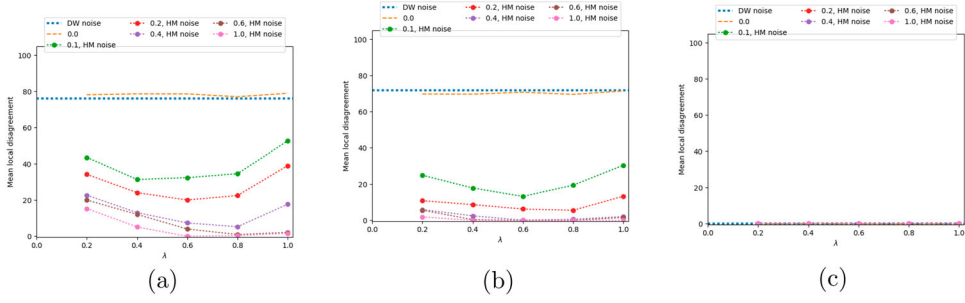 DW noise
0.0
0.1, HM noise
0.2, HM noise
0.4, HM noise
0.6, HM noise
1.0, HM noise
Mean local disagreement
100
80
60
40
20
0
0.0 0.2 0.4 0.6 0.8 1.0
λ
(a)
DW noise
0.0
0.1, HM noise
0.2, HM noise
0.4, HM noise
0.6, HM noise
1.0, HM noise
Mean local disagreement
100
80
60
40
20
0
0.0 0.2 0.4 0.6 0.8 1.0
λ
(b)
DW noise
0.0
0.1, HM noise
0.2, HM noise
0.4, HM noise
0.6, HM noise
1.0, HM noise
Mean local disagreement
100
80
60
40
20
0
0.0 0.2 0.4 0.6 0.8 1.0
λ
(c)